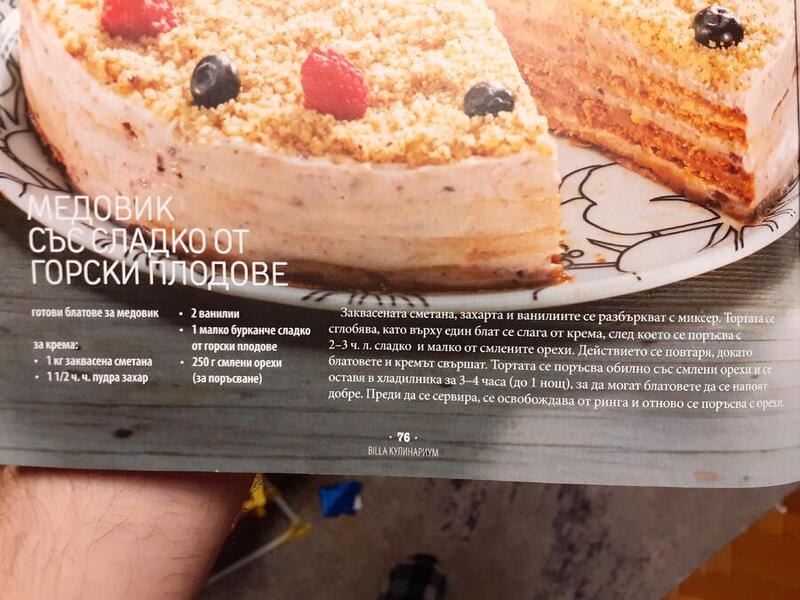 МЕДОВИК
СЪС СЛАДКО ОТ
ГОРСКИ ПЛОДОВЕ
готови блатове за медовик
за крема:
• 1 кг заквасена сметана
• 1 1/2 ч. ч. пудра захар
• 2 ванилии
• 1 малко бурканче сладко
от горски плодове
• 250 г смлени орехи
(за поръсване)
Заквасената сметана, захарта и ванилиите се разбъркват с миксер. Тортата се
сглобява, като върху един блат се слага от крема, след което се поръсва с
2–3 ч. л. сладко и малко от смлените орехи. Действието се повтаря, докато
блатовете и кремът свършат. Тортата се поръсва обилно със смлени орехи и се
оставя в хладилника за 3–4 часа (до 1 нощ), за да могат блатовете да се напоят
добре. Преди да се сервира, се освобождава от ринга и отново се поръсва с орехи.
· 76 ·
BILLA КУЛИНАРИУМ